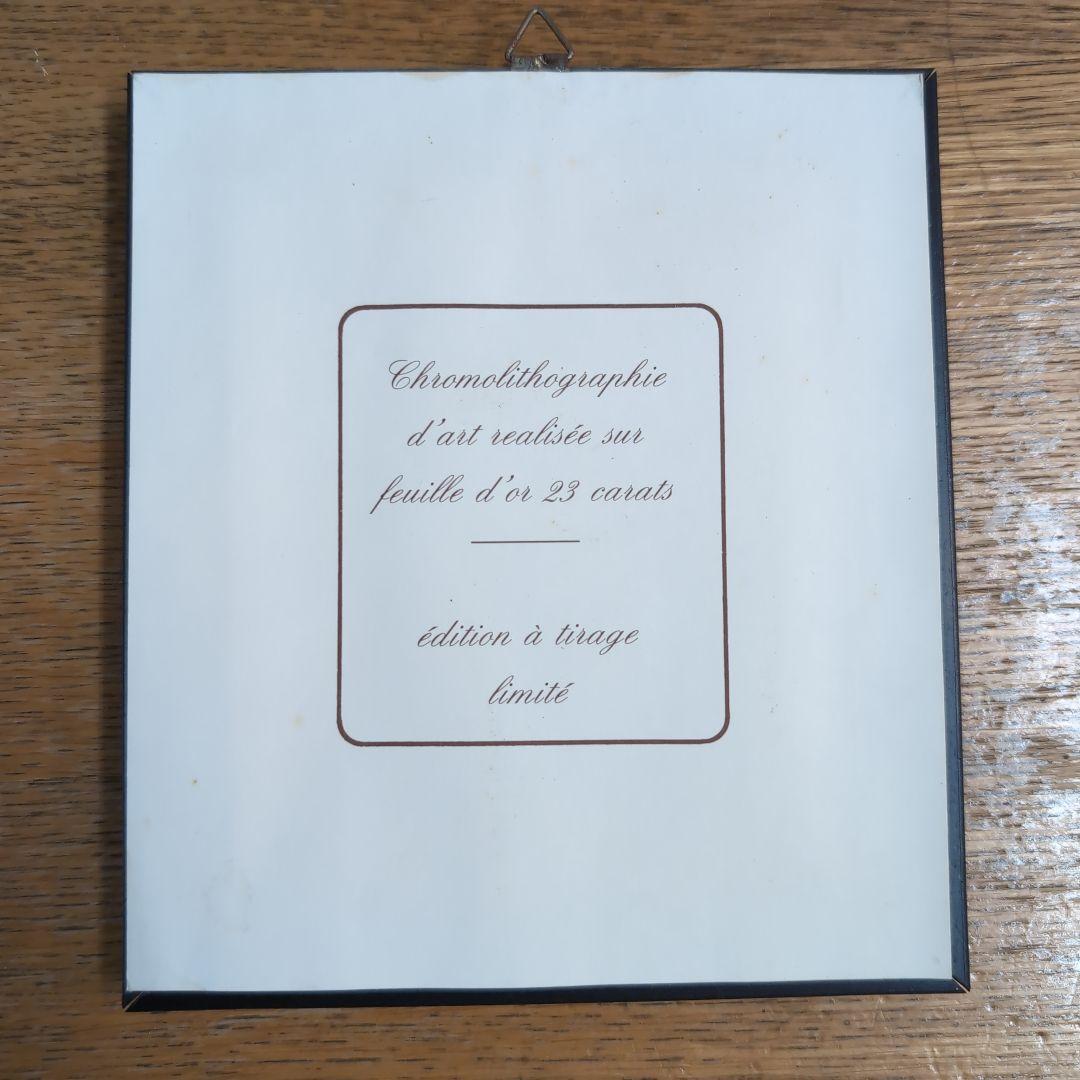 Chromolithographie
d'art realisée sur
feuille d'or 23 carats
édition à tirage
limité